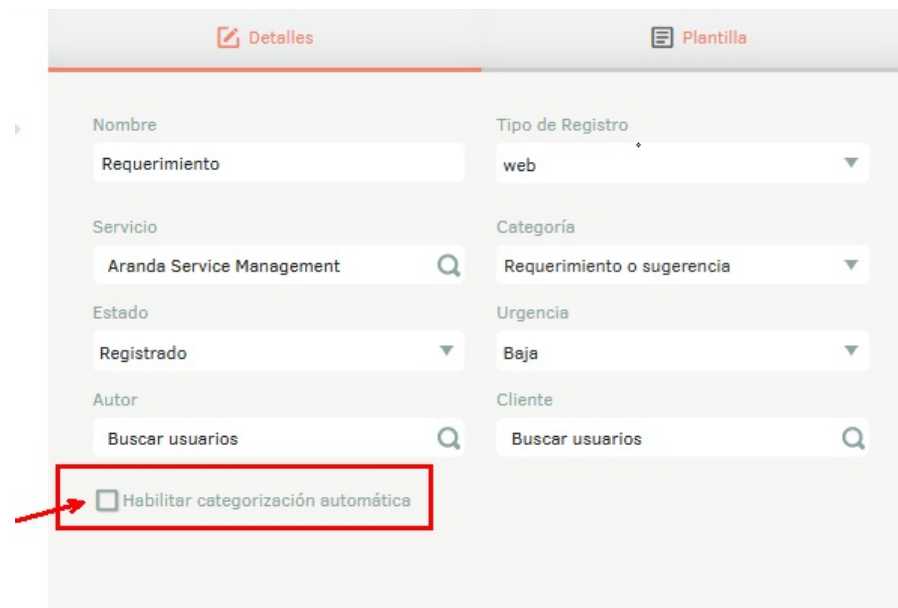 Detalles
Plantilla
Nombre
Tipo de Registro
Requerimiento
web
Servicio
Categoría
Aranda Service Management
Requerimiento o sugerencia
Estado
Urgencia
Registrado
Baja
Autor
Cliente
Buscar usuarios
Buscar usuarios
Habilitar categorización automática